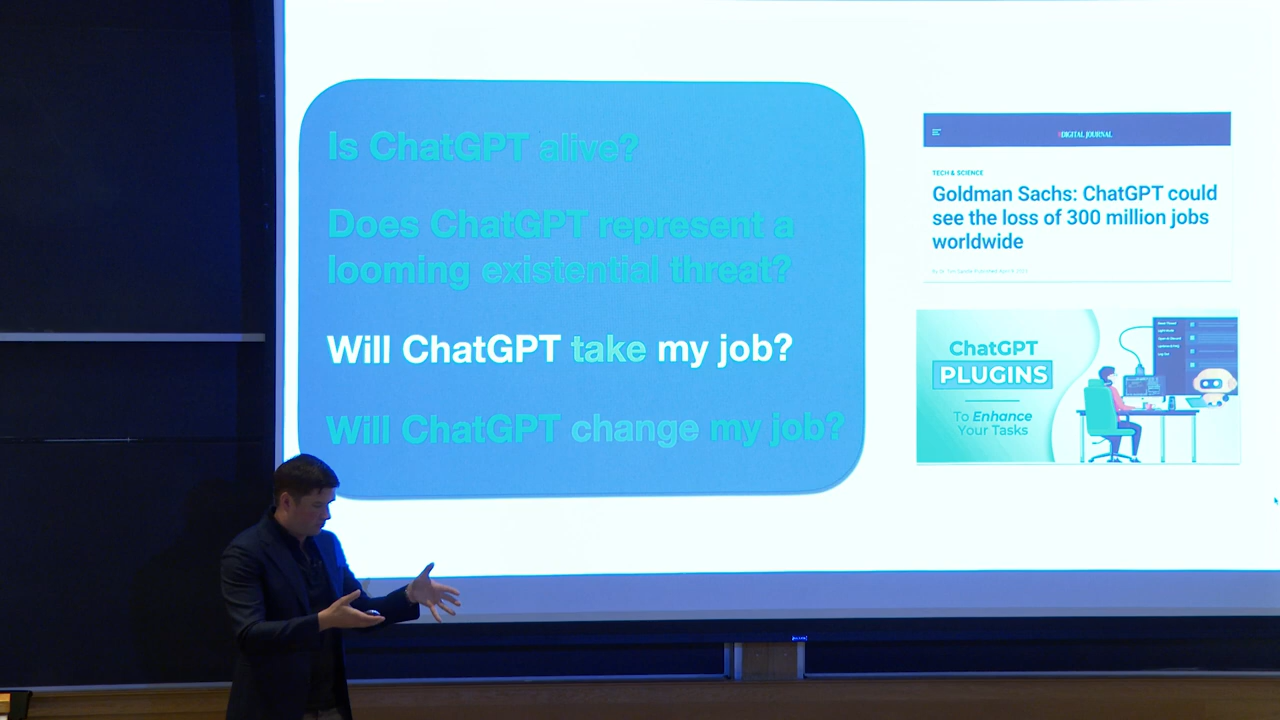 Is ChatGPT alive?
Does ChatGPT represent a
looming existential threat?
Will ChatGPT take my job?
Will ChatGPT change my job?
DIGITAL JOURNAL
TECH & SCIENCE
Goldman Sachs: ChatGPT could
see the loss of 300 million jobs
worldwide
ChatGPT
PLUGINS
To Enhance
Your Tasks